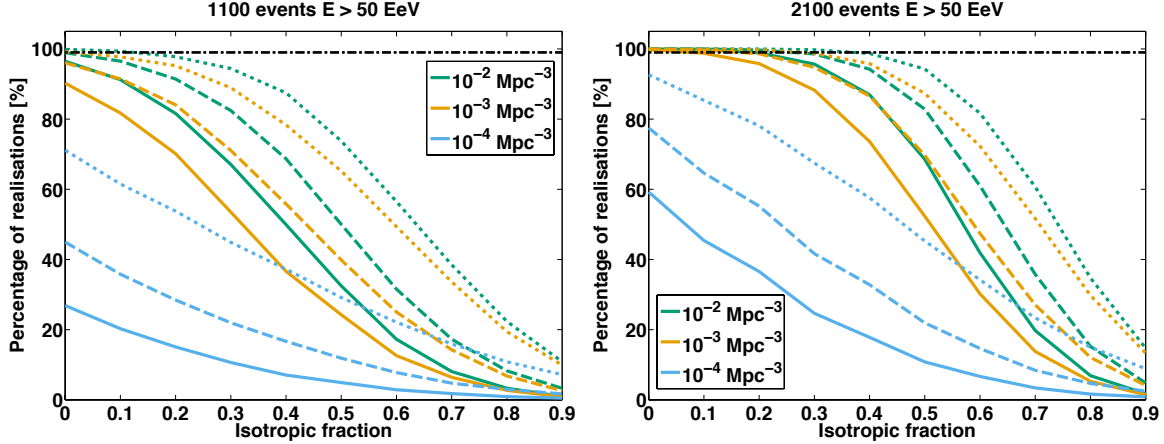 1100 events E > 50 EeV
Percentage of realisations [%]
100
80
60
40
20
0
10⁻² Mpc⁻³
10⁻³ Mpc⁻³
10⁻⁴ Mpc⁻³
0 0.1 0.2 0.3 0.4 0.5 0.6 0.7 0.8 0.9
Isotropic fraction
2100 events E > 50 EeV
Percentage of realisations [%]
100
80
60
40
20
0
10⁻² Mpc⁻³
10⁻³ Mpc⁻³
10⁻⁴ Mpc⁻³
0 0.1 0.2 0.3 0.4 0.5 0.6 0.7 0.8 0.9
Isotropic fraction